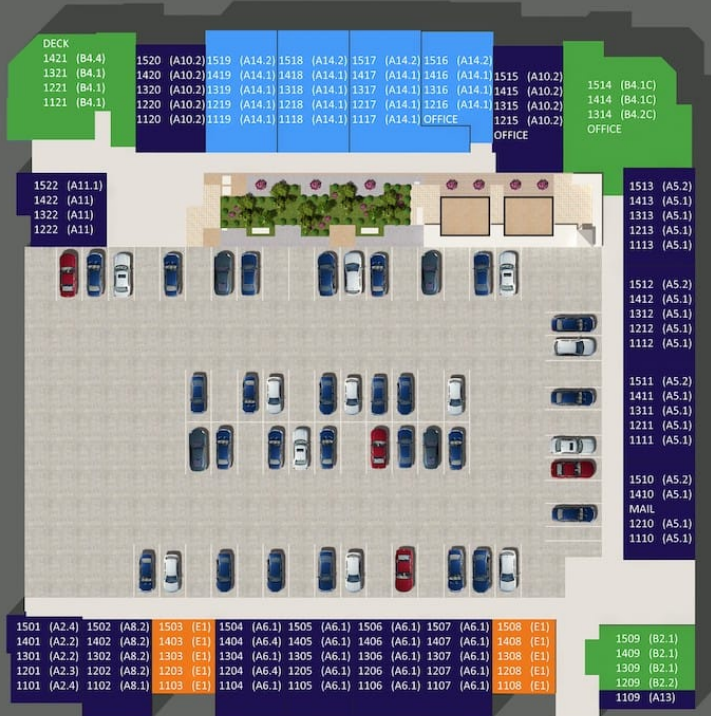 DECK
1421 (B4.4)
1321 (B4.1)
1221 (B4.1)
1121 (B4.1)
1520 (A10.2)
1420 (A10.2)
1320 (A10.2)
1220 (A10.2)
1120 (A10.2)
1519 (A14.2)
1419 (A14.1)
1319 (A14.1)
1219 (A14.1)
1119 (A14.1)
1518 (A14.2)
1418 (A14.1)
1318 (A14.1)
1218 (A14.1)
1118 (A14.1)
1517 (A14.2)
1417 (A14.1)
1317 (A14.1)
1217 (A14.1)
1117 (A14.1)
1516 (A14.2)
1416 (A14.1)
1316 (A14.1)
1216 (A14.1)
OFFICE
1515 (A10.2)
1415 (A10.2)
1315 (A10.2)
1215 (A10.2)
OFFICE
1514 (B4.1C)
1414 (B4.1C)
1314 (B4.2C)
OFFICE
1522 (A11.1)
1422 (A11)
1322 (A11)
1222 (A11)
1513 (A5.2)
1413 (A5.1)
1313 (A5.1)
1213 (A5.1)
1113 (A5.1)
1512 (A5.2)
1412 (A5.1)
1312 (A5.1)
1212 (A5.1)
1112 (A5.1)
1511 (A5.2)
1411 (A5.1)
1311 (A5.1)
1211 (A5.1)
1111 (A5.1)
1510 (A5.2)
1410 (A5.1)
MAIL
1210 (A5.1)
1110 (A5.1)
1501 (A2.4)
1401 (A2.2)
1301 (A2.2)
1201 (A2.3)
1101 (A2.4)
1502 (A8.2)
1402 (A8.2)
1302 (A8.2)
1202 (A8.2)
1102 (A8.1)
1503 (E1)
1403 (E1)
1303 (E1)
1203 (E1)
1103 (E1)
1504 (A6.1)
1404 (A6.4)
1304 (A6.1)
1204 (A6.4)
1104 (A6.1)
1505 (A6.1)
1405 (A6.1)
1305 (A6.1)
1205 (A6.1)
1105 (A6.1)
1506 (A6.1)
1406 (A6.1)
1306 (A6.1)
1206 (A6.1)
1106 (A6.1)
1507 (A6.1)
1407 (A6.1)
1307 (A6.1)
1207 (A6.1)
1107 (A6.1)
1508 (E1)
1408 (E1)
1308 (E1)
1208 (E1)
1108 (E1)
1509 (B2.1)
1409 (B2.1)
1309 (B2.1)
1209 (B2.2)
1109 (A13)